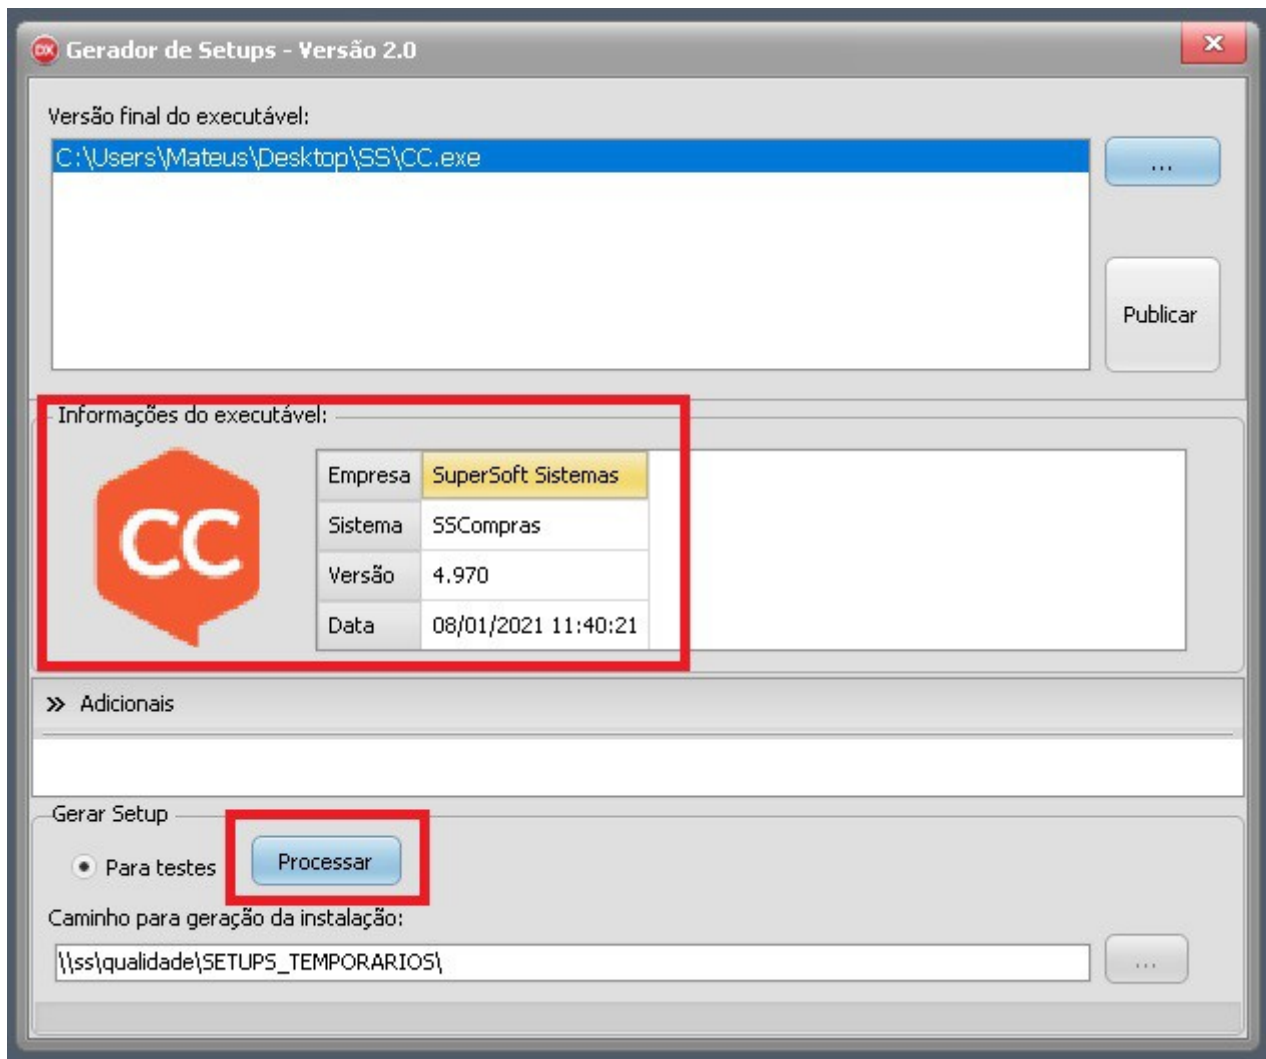 DX Gerador de Setups - Versão 2.0
Versão final do executável:
C:\Users\Mateus\Desktop\SS\CC.exe
...
Publicar
Informações do executável:
CC
Empresa SuperSoft Sistemas
Sistema SSCompras
Versão 4.970
Data 08/01/2021 11:40:21
» Adicionais
Gerar Setup
Para testes Processar
Caminho para geração da instalação:
\\ss\qualidade\SETUPS_TEMPORARIOS\
...